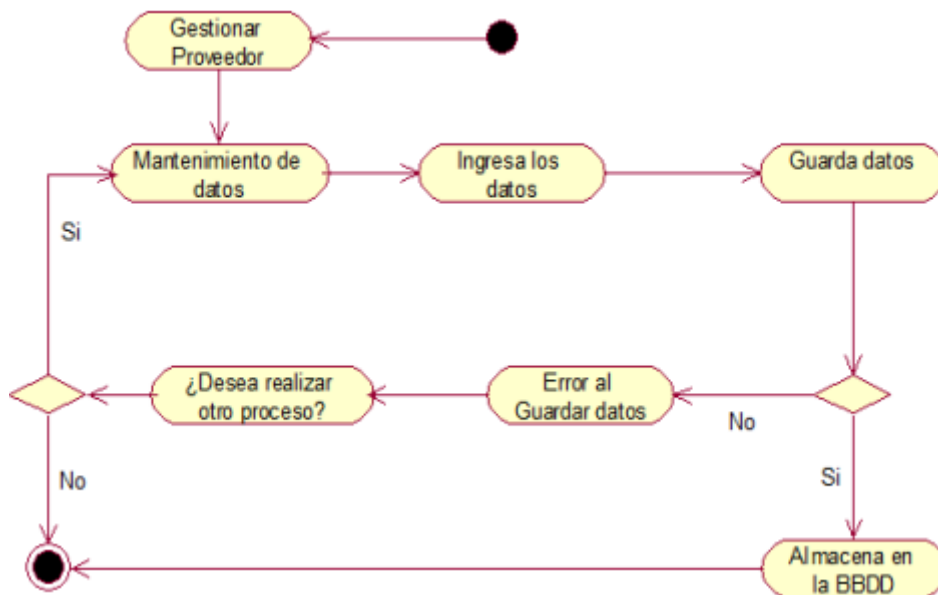 Gestionar
Proveedor
Mantenimiento de
datos
Ingresa los
datos
Guarda datos
Si
¿Desea realizar
otro proceso?
Error al
Guardar datos
No
No
Si
Almacena en
la BBDD